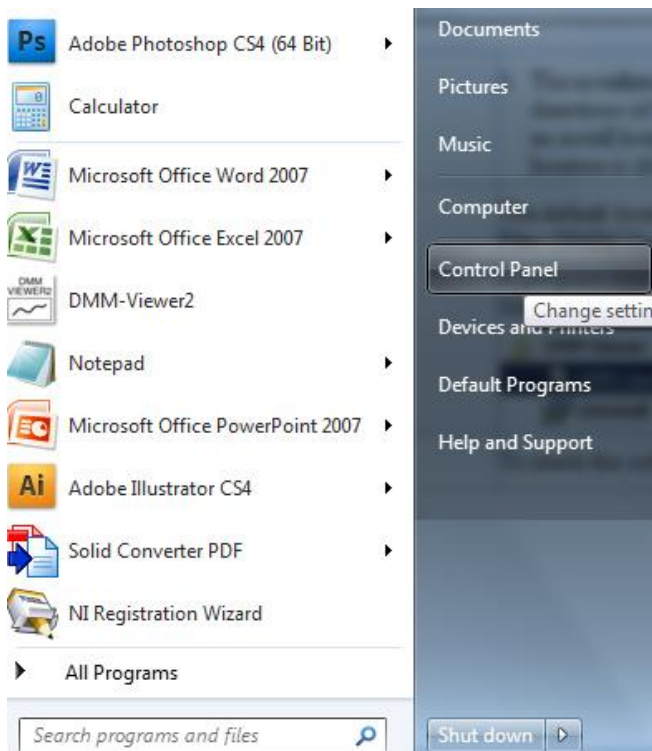 Ps
Adobe Photoshop CS4 (64 Bit)
Calculator
Microsoft Office Word 2007
Microsoft Office Excel 2007
DMM
VIEWER2
DMM-Viewer2
Notepad
Microsoft Office PowerPoint 2007
Ai
Adobe Illustrator CS4
Solid Converter PDF
NI Registration Wizard
All Programs
Search programs and files
Documents
Pictures
Music
Computer
Control Panel
Change settin
Devices and Printers
Default Programs
Help and Support
Shut down